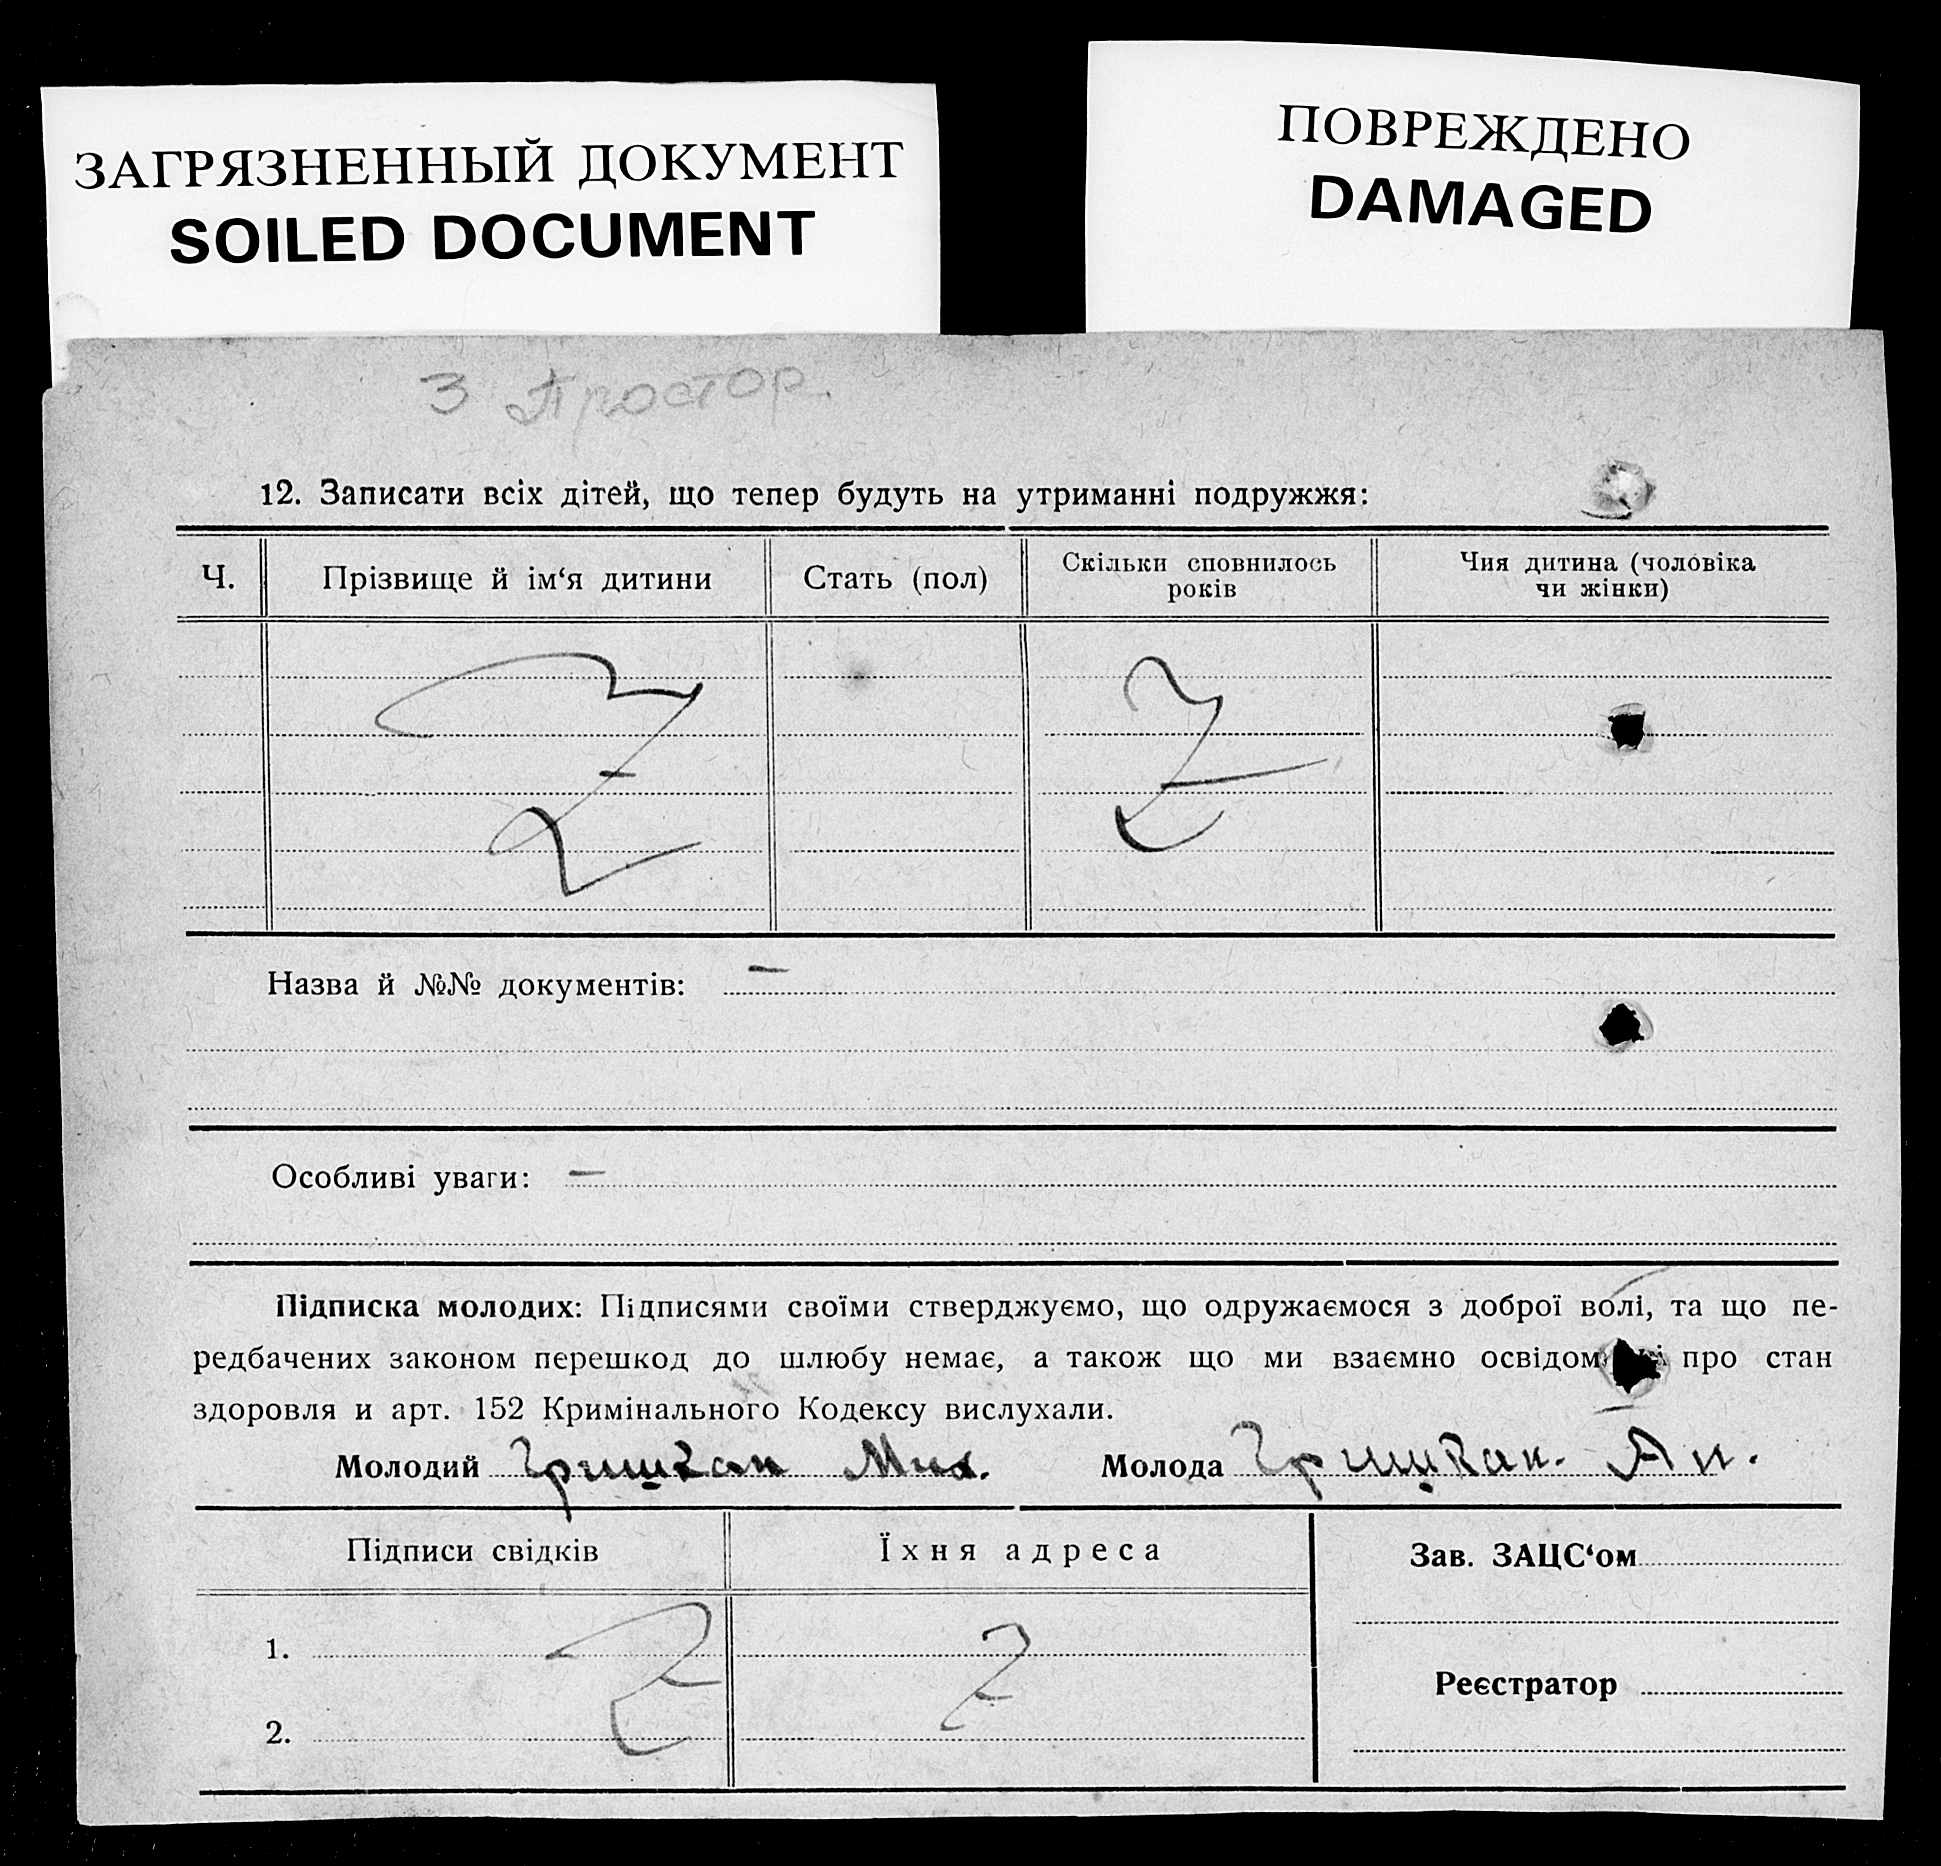 ЗАГРЯЗНЕННЫЙ ДОКУМЕНТ
SOILED DOCUMENT
ПОВРЕЖДЕНО
DAMAGED
З Простор.
12. Записати всіх дітей, що тепер будуть на утриманні подружжя:
Ч. Прізвище й ім‘я дитини Стать (пол) Скільки сповнилось років Чия дитина (чоловіка чи жінки)
Назва й №№ документів: —
Особливі уваги: —
Підписка молодих: Підписями своїми стверджуємо, що одружаємося з доброї волі, та що пе-
редбачених законом перешкод до шлюбу немає, а також що ми взаємно освідом про стан
здоровля и арт. 152 Кримінального Кодексу вислухали.
Молодий Грищкан Мих. Молода Грищкан. Ан.
Підписи свідків Їхня адреса Зав. ЗАЦС‘ом
1.
Реєстратор
2.